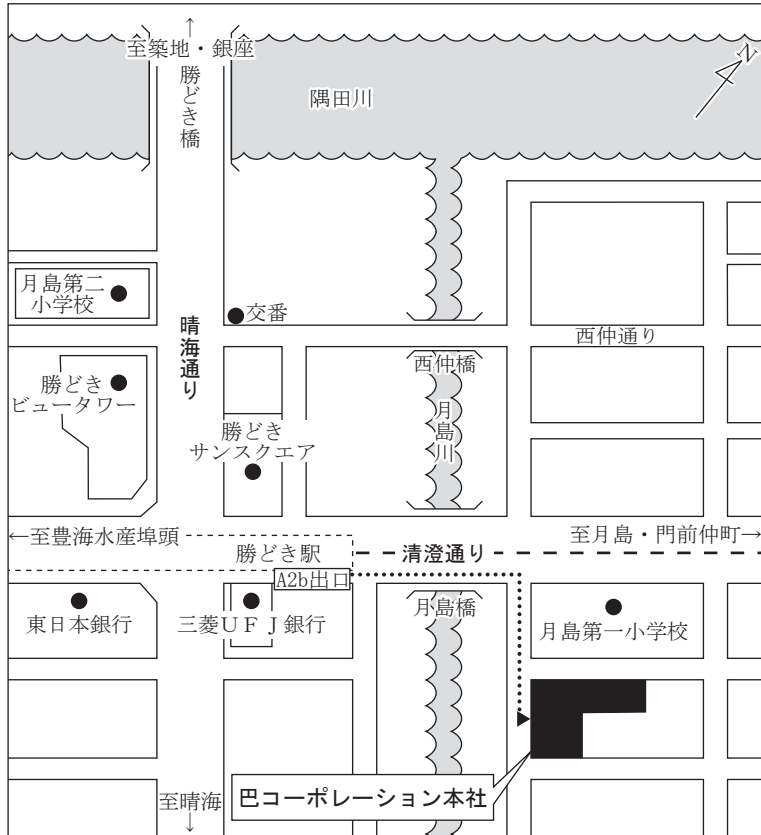 ↑
至築地・銀座
勝どき橋
隅田川
N
月島第二
小学校
交番
晴海通り
西仲通り
西仲橋
勝どき
ビュータワー
月島川
勝どき
サンスクエア
←至豊海水産埠頭
至月島・門前仲町→
勝どき駅
清澄通り
A2b出口
東日本銀行
三菱UFJ銀行
月島橋
月島第一小学校
巴コーポレーション本社
至晴海
↓